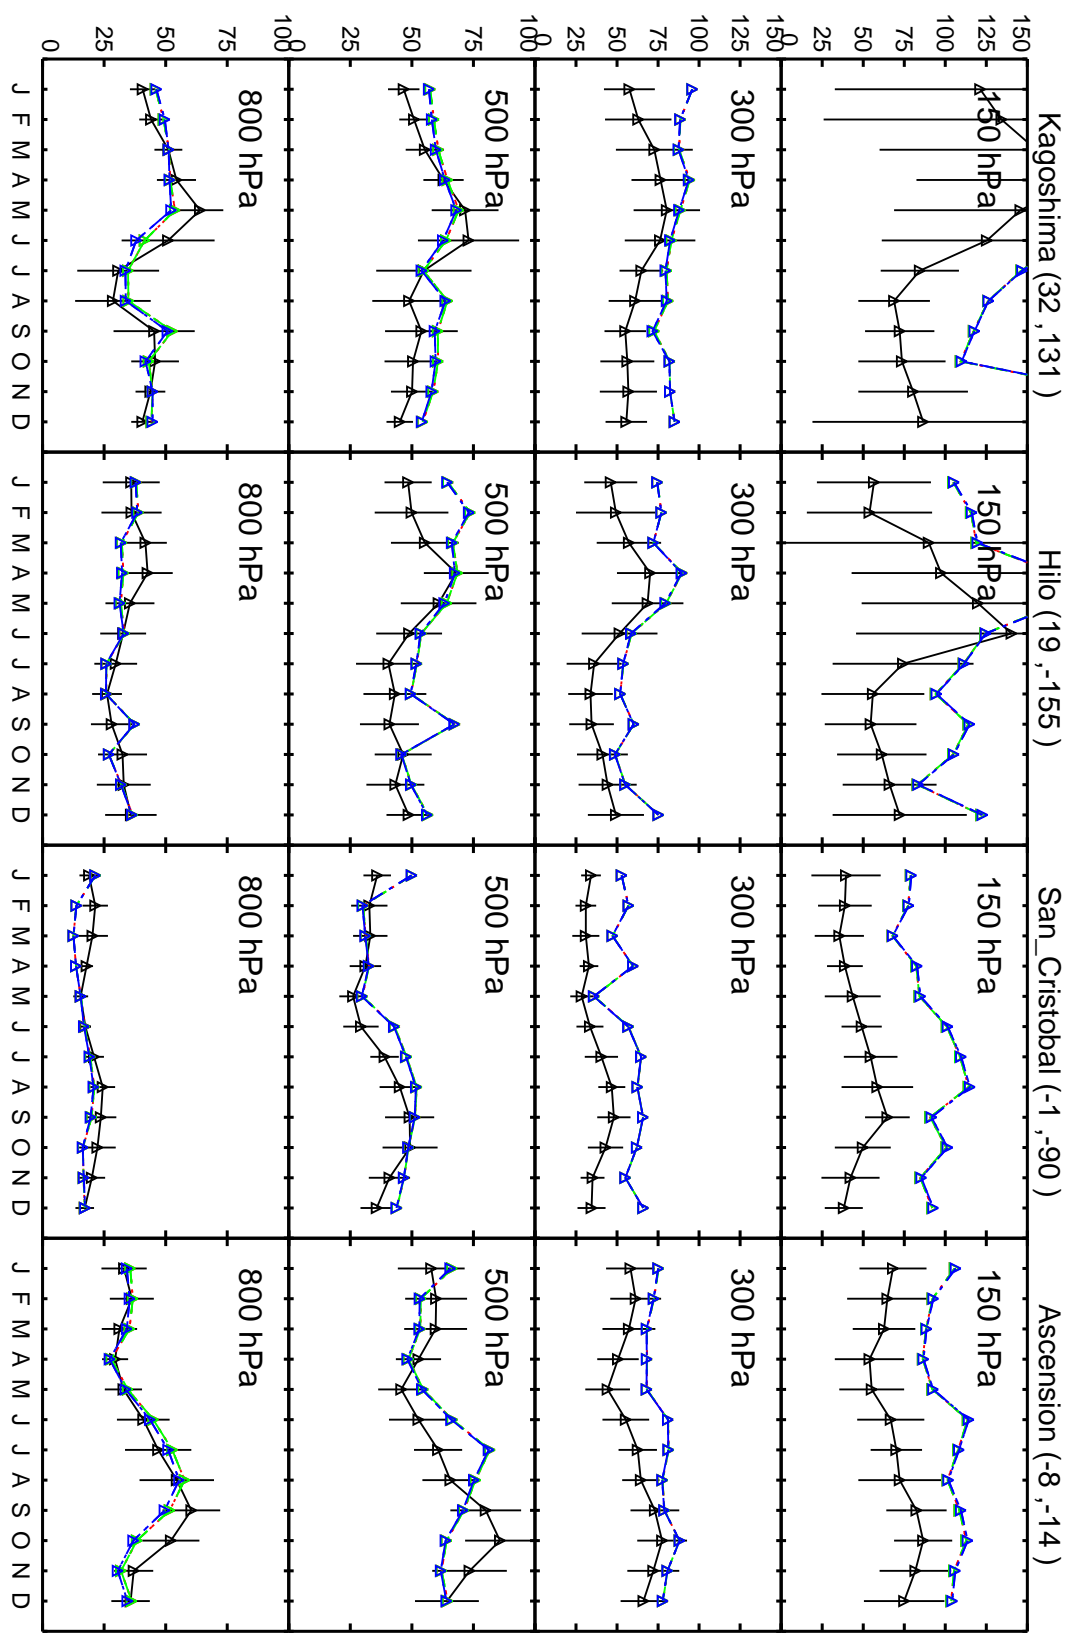 Kagoshima (32 ,131 )
Hilo (19 ,-155 )
San_Cristobal (-1 ,-90 )
Ascension (-8 ,-14 )
150
125
100
75
50
25
0
150 hPa
150 hPa
150 hPa
150 hPa
150
125
100
75
50
25
0
300 hPa
300 hPa
300 hPa
300 hPa
100
75
50
25
0
500 hPa
500 hPa
500 hPa
500 hPa
100
75
50
25
0
800 hPa
800 hPa
800 hPa
800 hPa
J F M A M J J A S O N D
J F M A M J J A S O N D
J F M A M J J A S O N D
J F M A M J J A S O N D